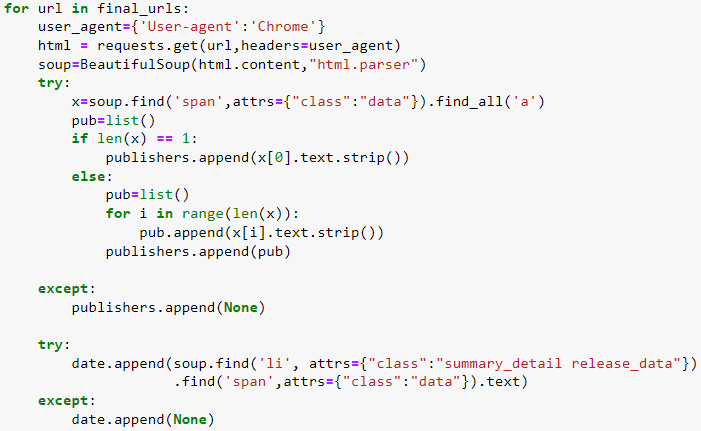 for url in final_urls:
    user_agent={'User-agent':'Chrome'}
    html = requests.get(url,headers=user_agent)
    soup=BeautifulSoup(html.content,"html.parser")
    try:
        x=soup.find('span',attrs={"class":"data"}).find_all('a')
        pub=list()
        if len(x) == 1:
            publishers.append(x[0].text.strip())
        else:
            pub=list()
            for i in range(len(x)):
                pub.append(x[i].text.strip())
            publishers.append(pub)

    except:
        publishers.append(None)

    try:
        date.append(soup.find('li', attrs={"class":"summary_detail release_data"})
                    .find('span',attrs={"class":"data"}).text)
    except:
        date.append(None)